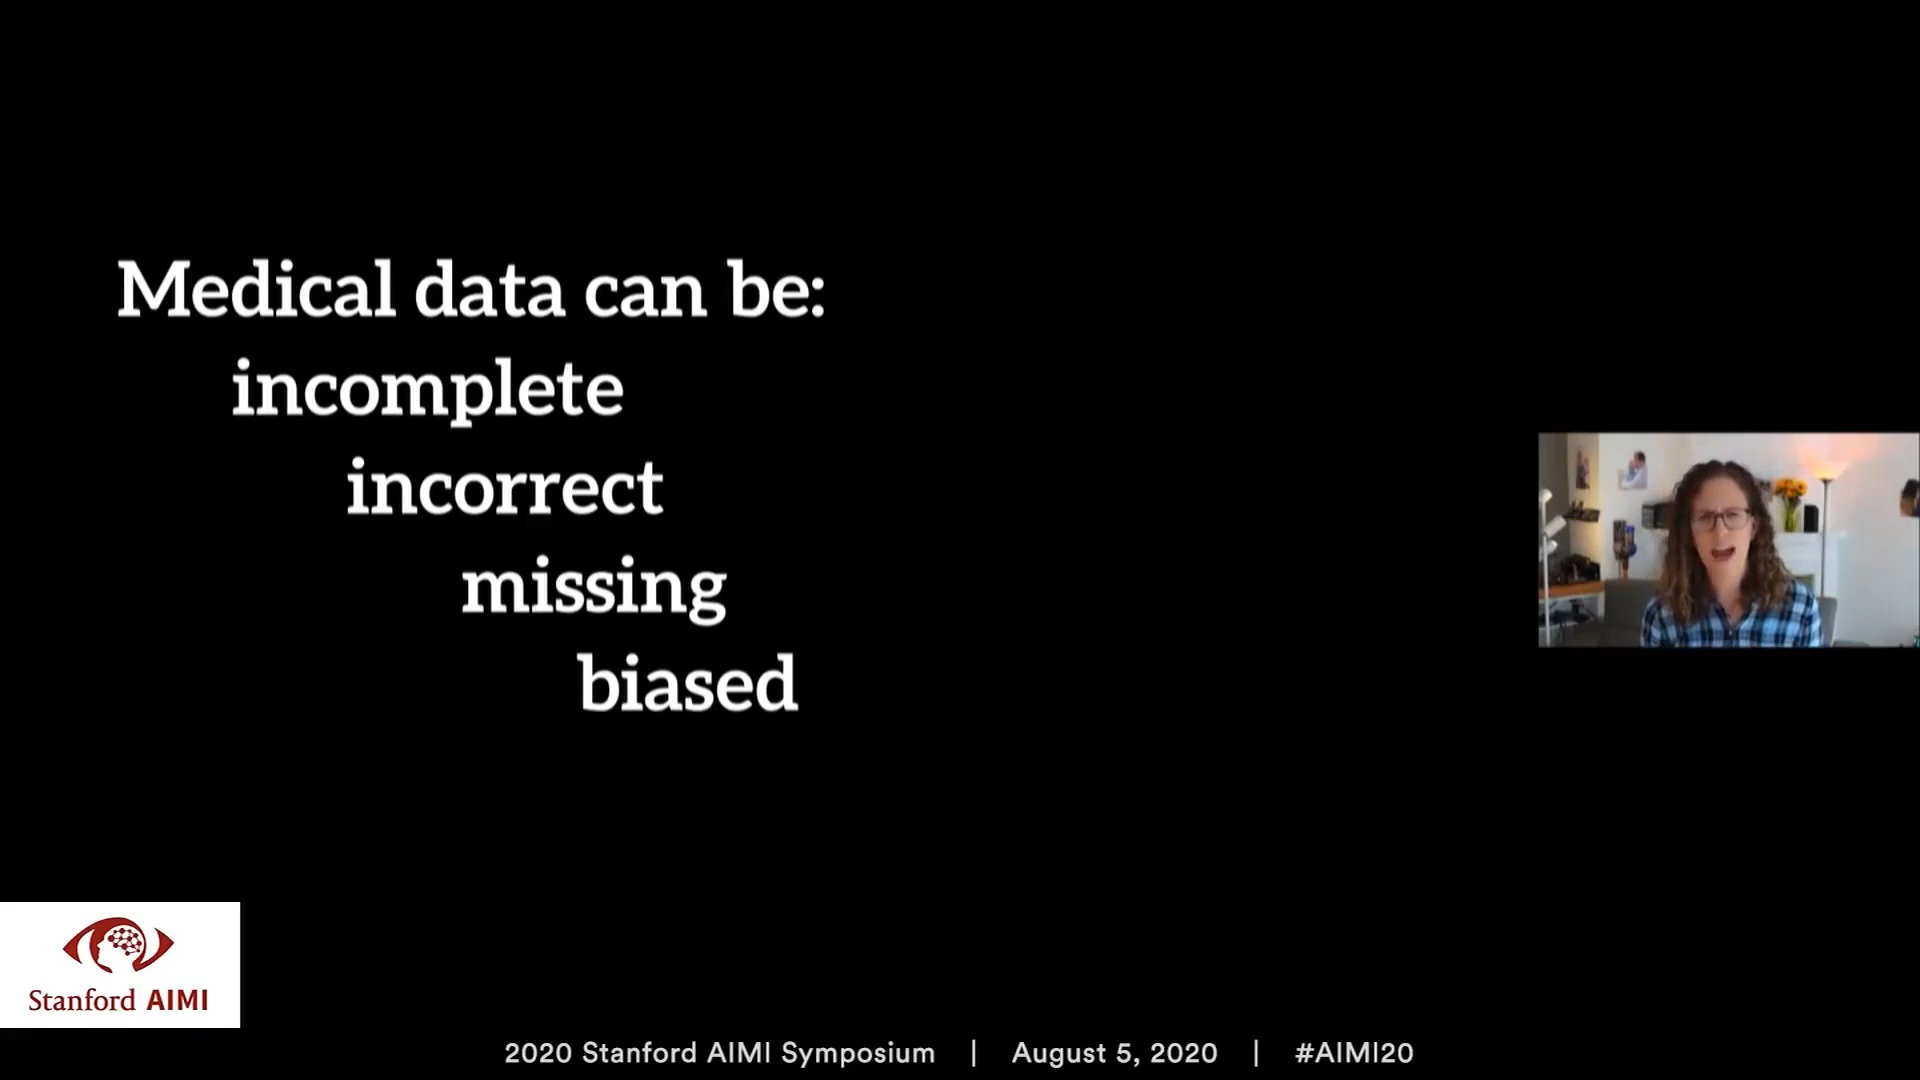 Medical data can be:
incomplete
incorrect
missing
biased
Stanford AIMI
2020 Stanford AIMI Symposium | August 5, 2020 | #AIMI20